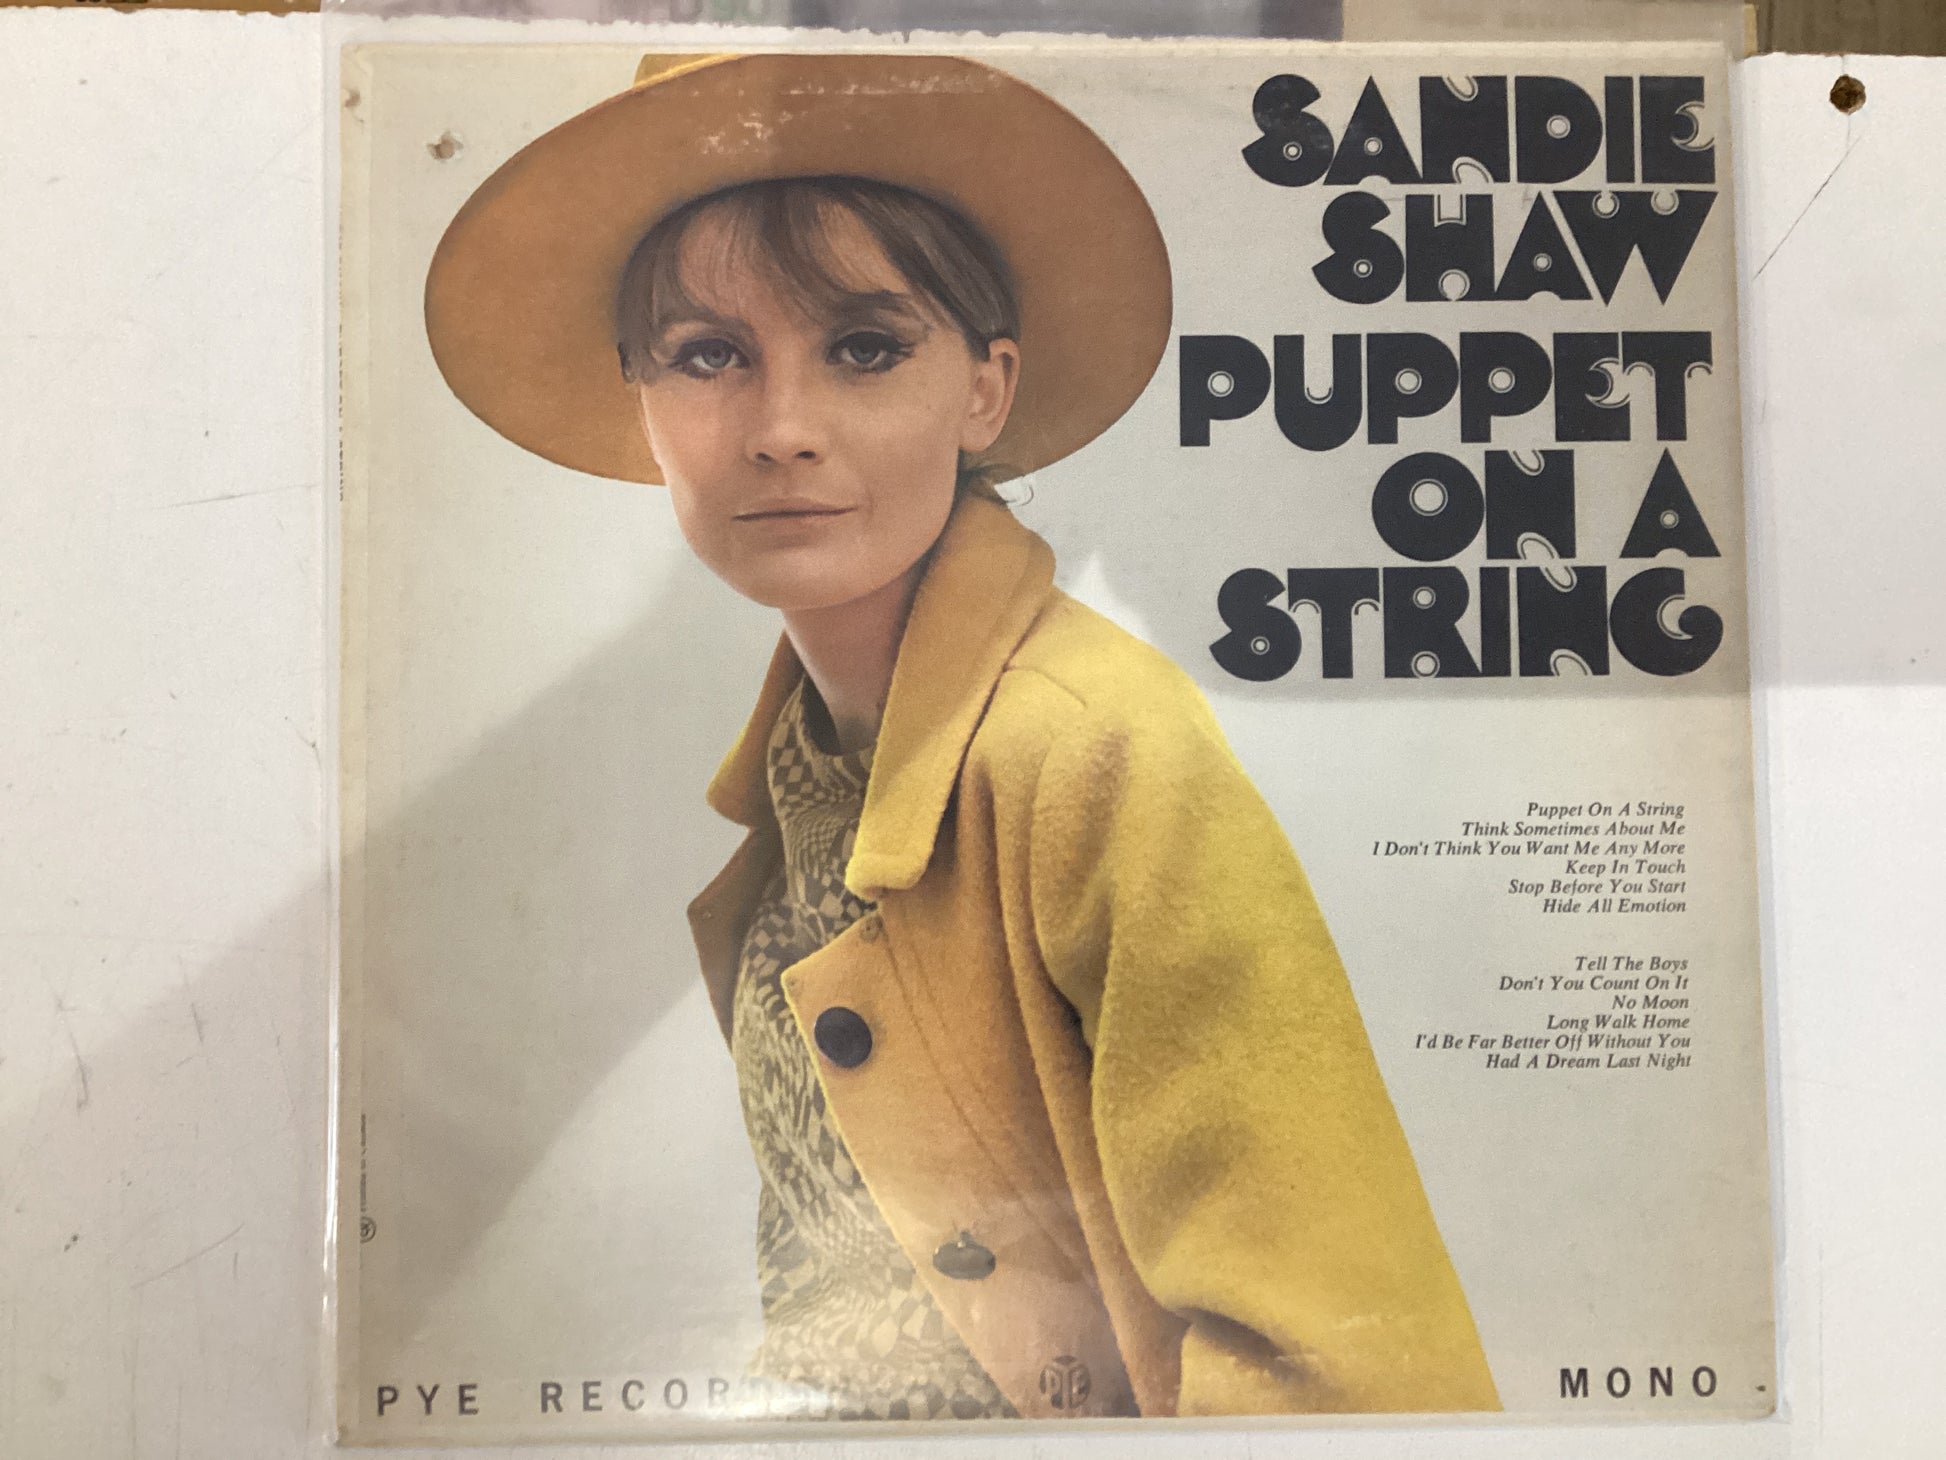 SANDIE
SHAW
PUPPET
ON A
STRING
Puppet On A String
Think Sometimes About Me
I Don't Think You Want Me Any More
Keep In Touch
Stop Before You Start
Hide All Emotion
Tell The Boys
Don't You Count On It
No Moon
Long Walk Home
I'd Be Far Better Off Without You
Had A Dream Last Night
PYE
PYE MONO